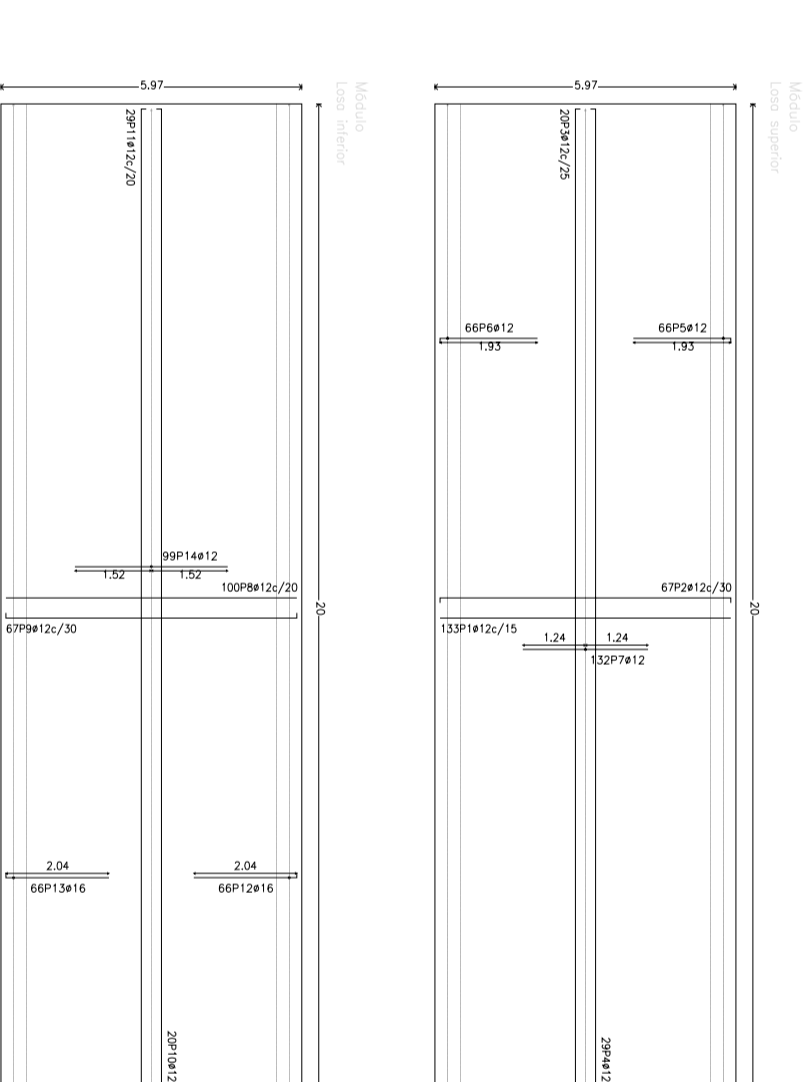 Módulo
Losa inferior
5.97
29P11ø12c/20
20
99P14ø12
1.52
1.52
100P8ø12c/20
67P9ø12c/30
2.04
2.04
66P13ø16
66P12ø16
20P10ø12
Módulo
Losa superior
5.97
20P3ø12c/25
66P6ø12
1.93
66P5ø12
1.93
20
67P2ø12c/30
133P1ø12c/15
1.24
1.24
132P7ø12
29P4ø12